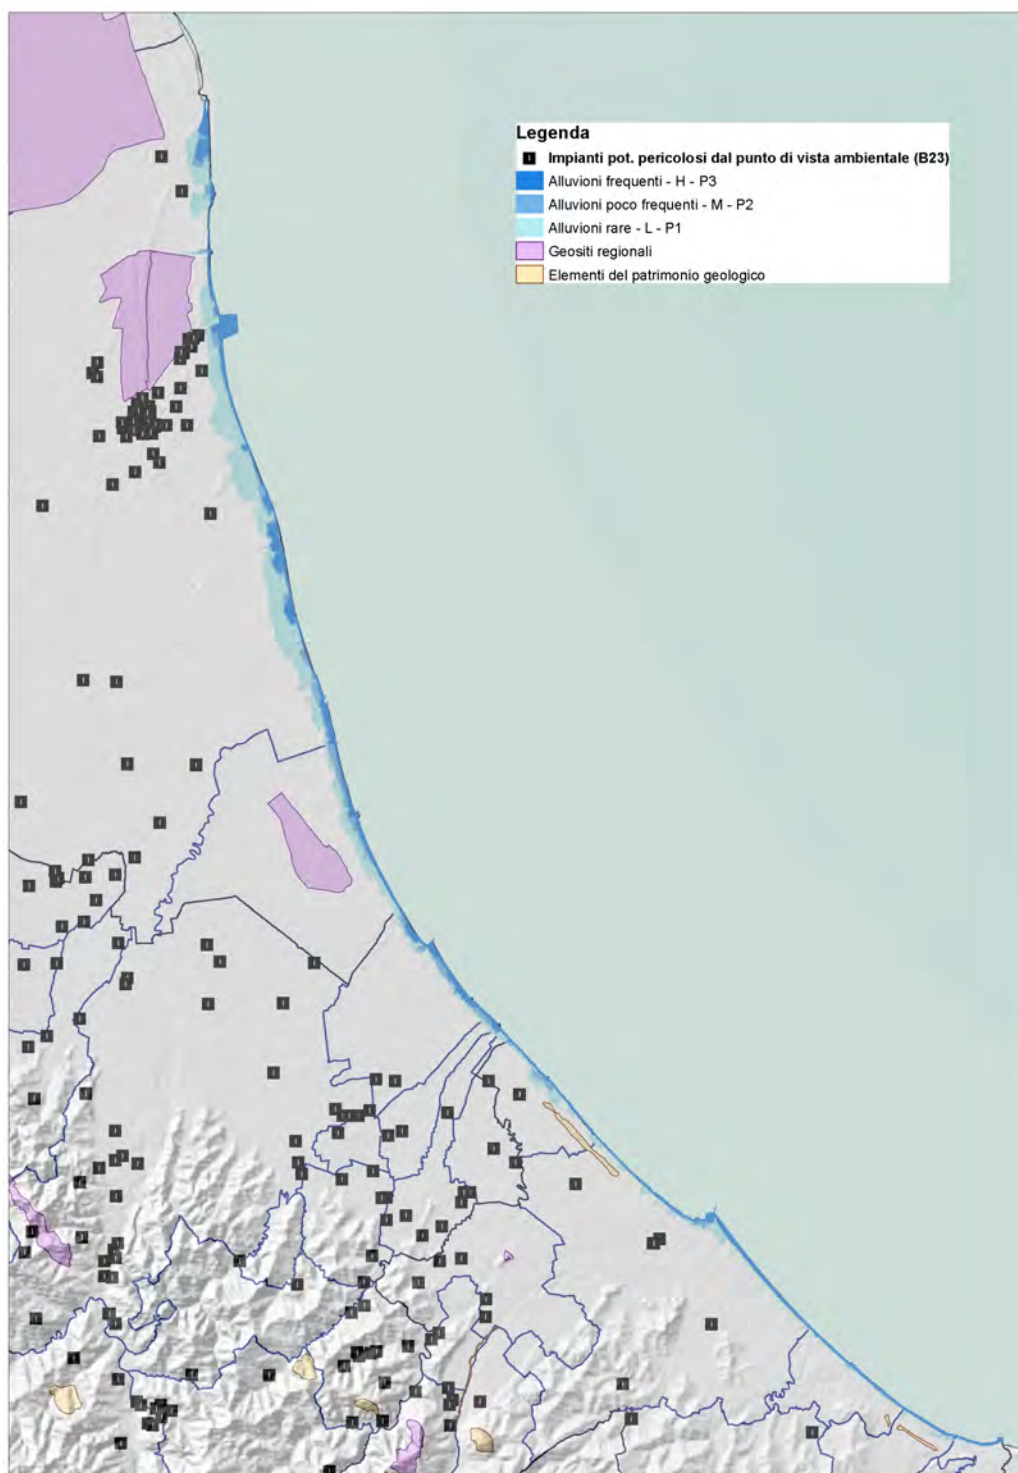 Legenda
Impianti pot. pericolosi dal punto di vista ambientale (B23)
Alluvioni frequenti - H - P3
Alluvioni poco frequenti - M - P2
Alluvioni rare - L - P1
Geositi regionali
Elementi del patrimonio geologico